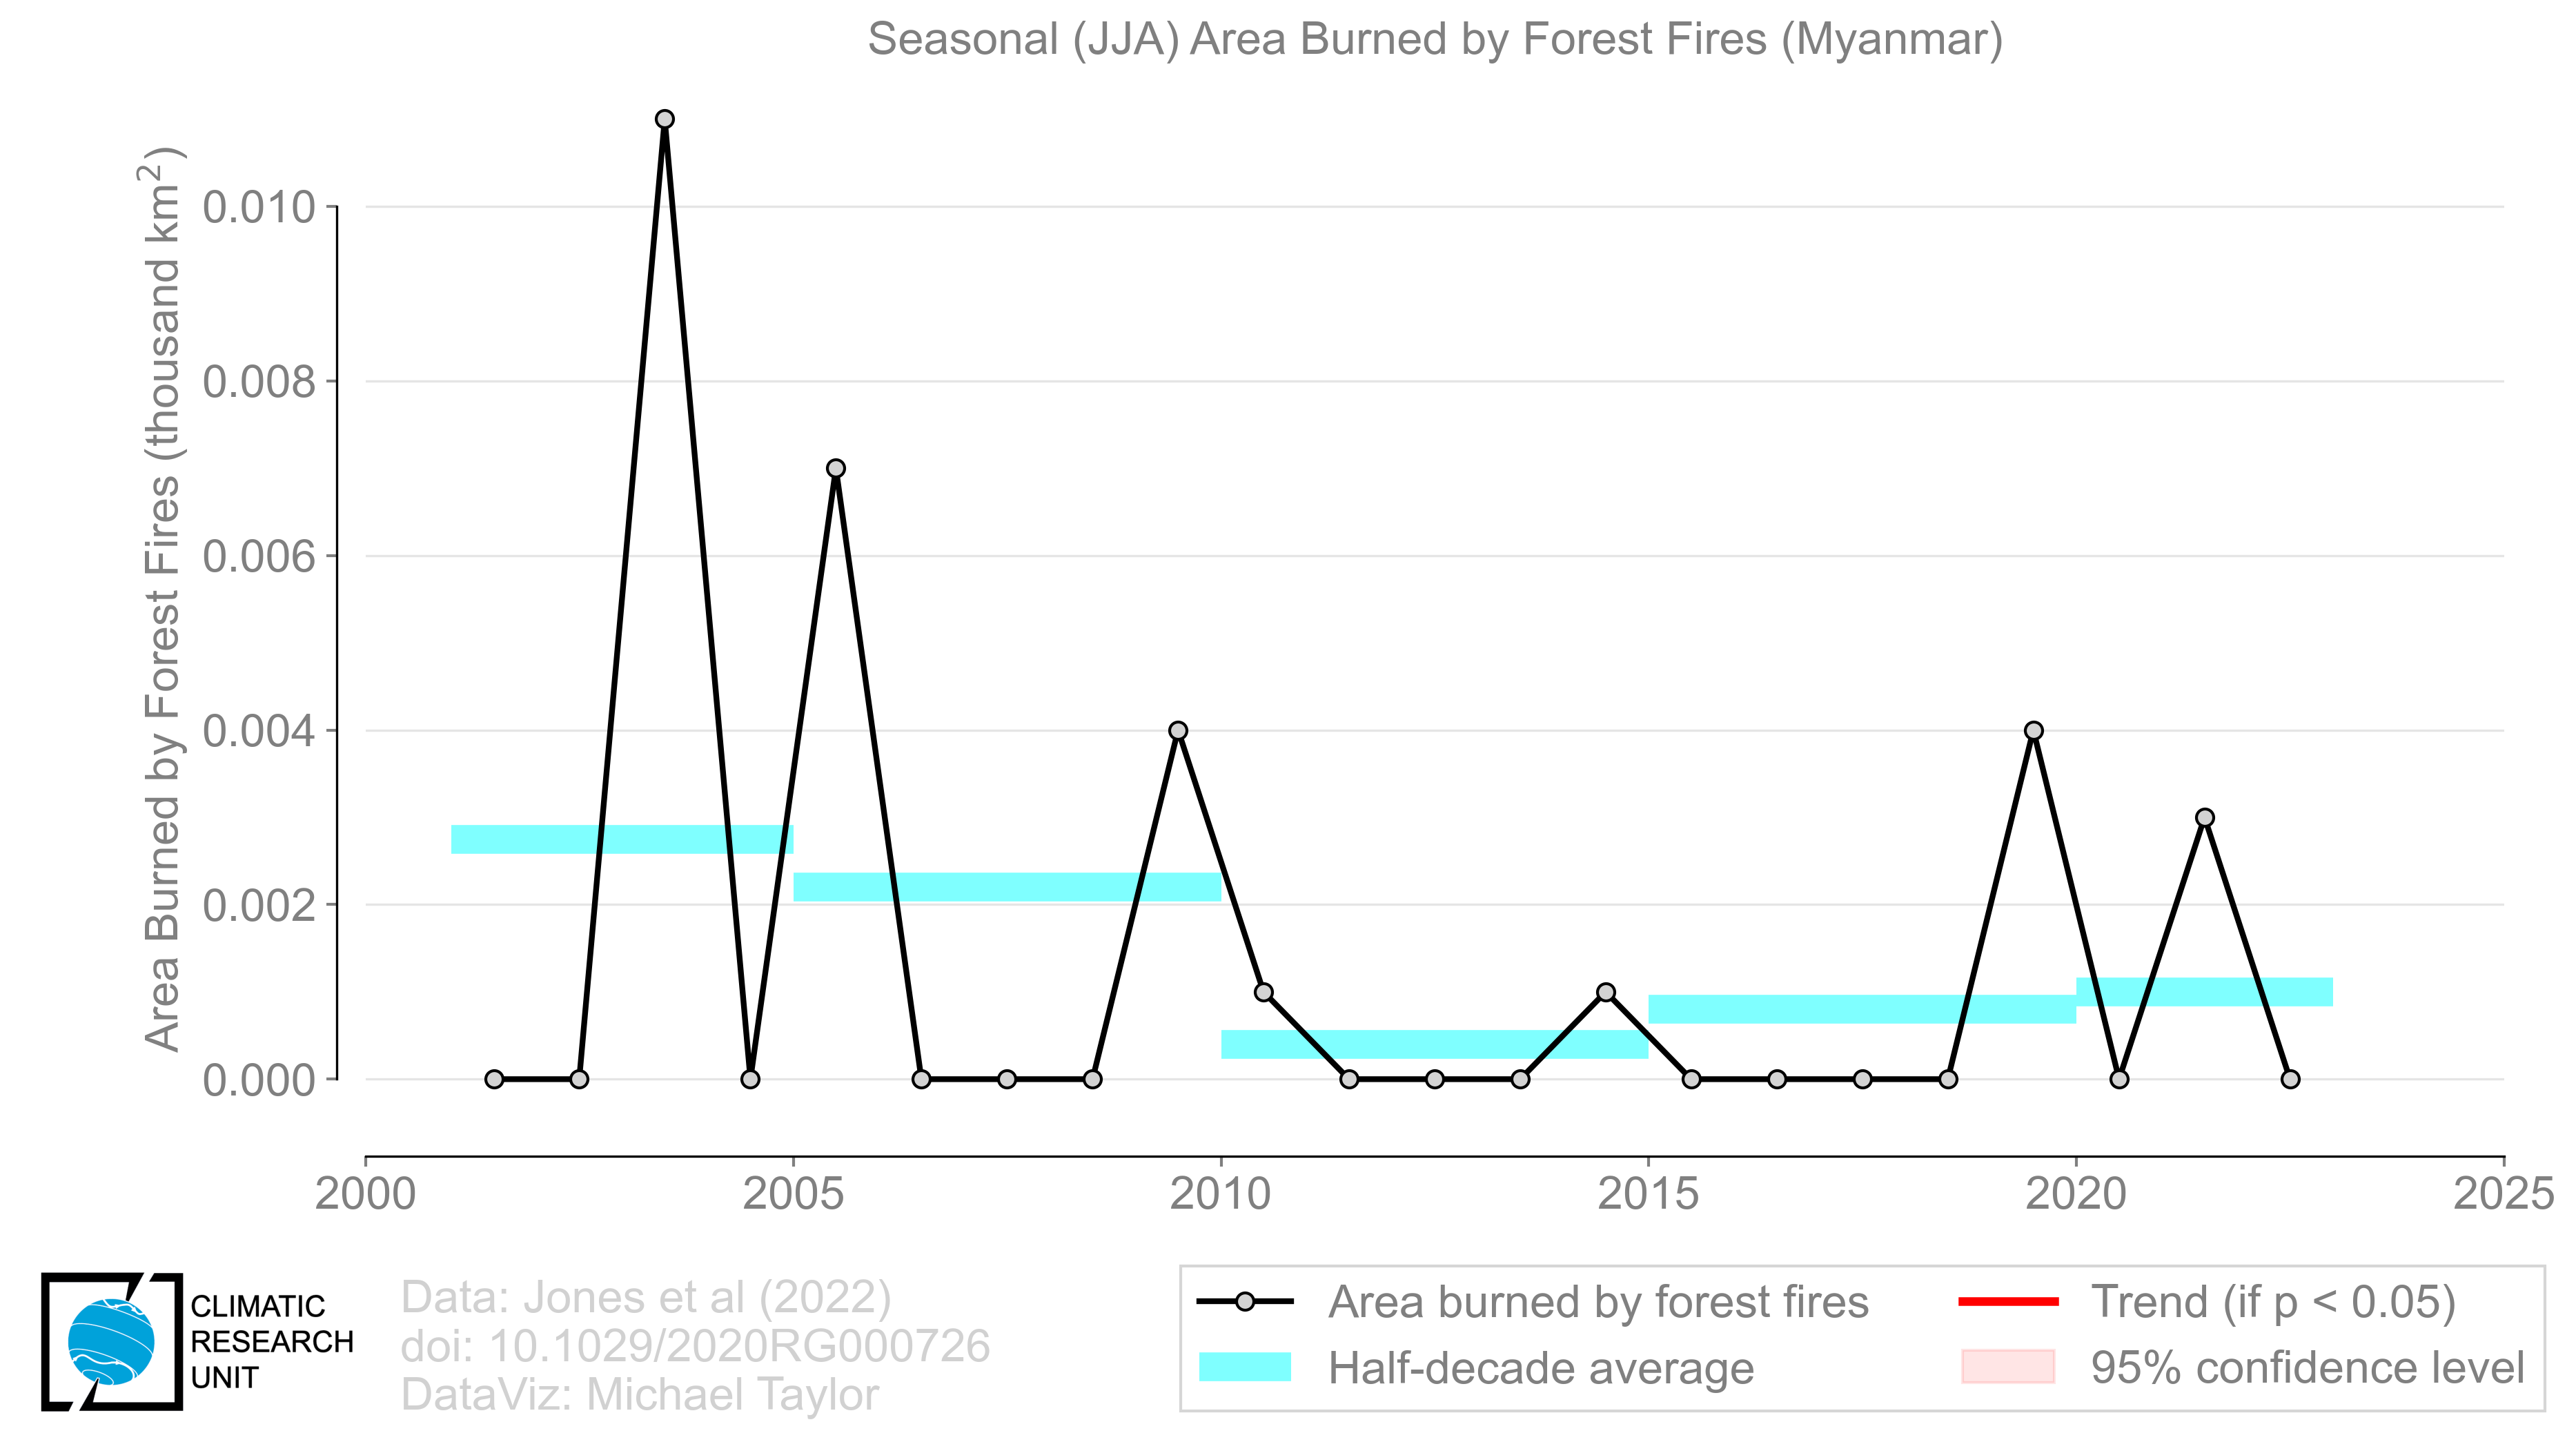 Seasonal (JJA) Area Burned by Forest Fires (Myanmar)
Area Burned by Forest Fires (thousand km²)
0.010
0.008
0.006
0.004
0.002
0.000
2000 2005 2010 2015 2020 2025
CLIMATIC
RESEARCH
UNIT
Data: Jones et al (2022)
doi: 10.1029/2020RG000726
DataViz: Michael Taylor
Area burned by forest fires
Half-decade average
Trend (if p < 0.05)
95% confidence level